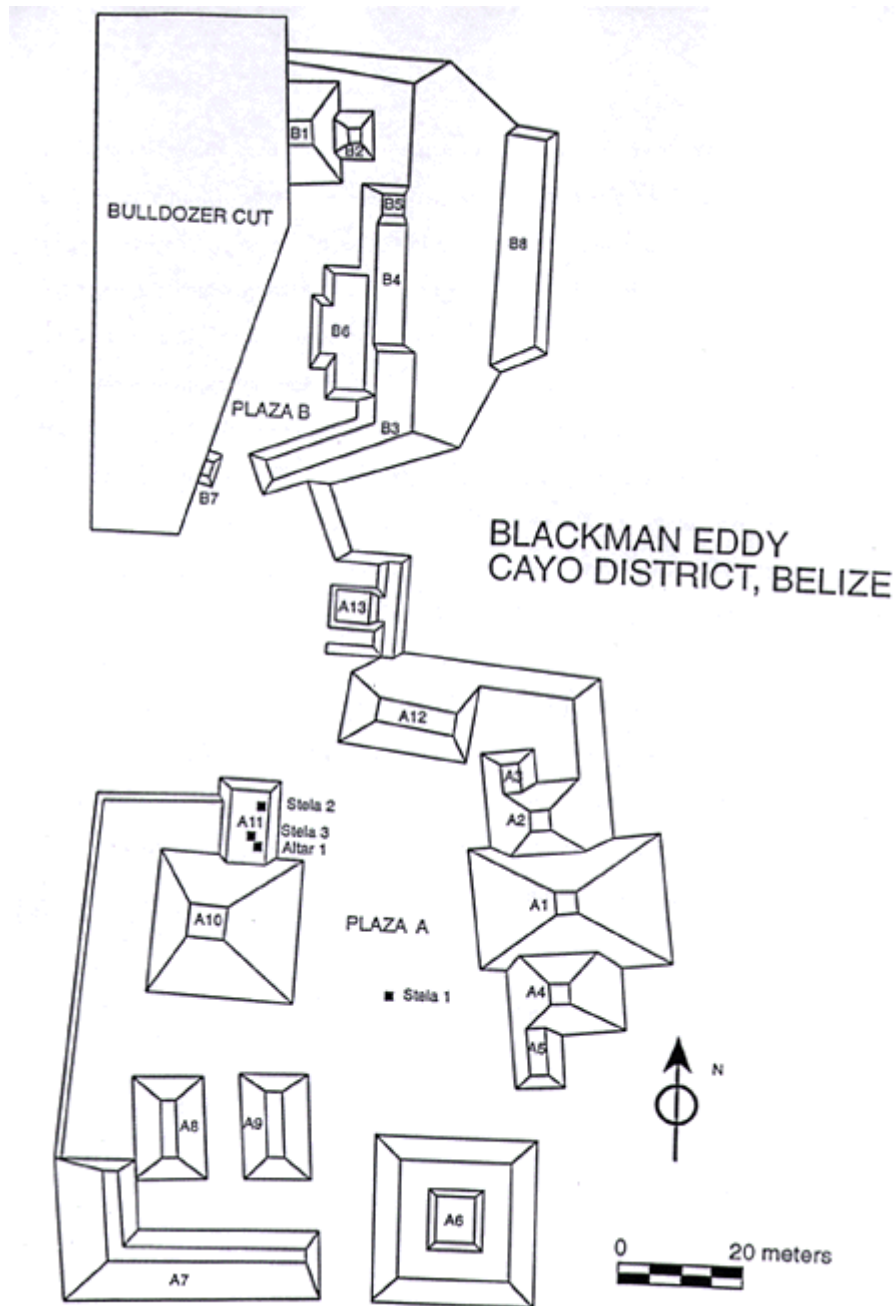 B1
B2
BULLDOZER CUT
B5
B8
B4
B6
PLAZA B
B3
B7
BLACKMAN EDDY
CAYO DISTRICT, BELIZE
A13
A12
A3
Stela 2
A11
A2
Stela 3
Altar 1
A1
A10
PLAZA A
A4
Stela 1
A5
N
A8
A9
A6
0 20 meters
A7